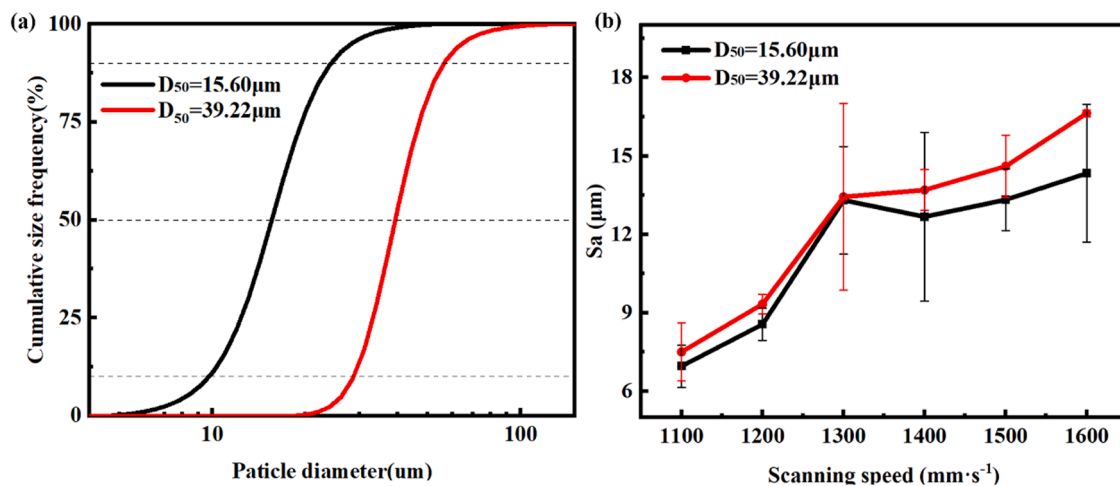 (a)
100
75
50
25
0
Cumulative size frequency(%)
D₅₀=15.60μm
D₅₀=39.22μm
10
100
Paticle diameter(um)
(b)
18
15
12
9
6
Sa (μm)
D₅₀=15.60μm
D₅₀=39.22μm
1100
1200
1300
1400
1500
1600
Scanning speed (mm·s⁻¹)